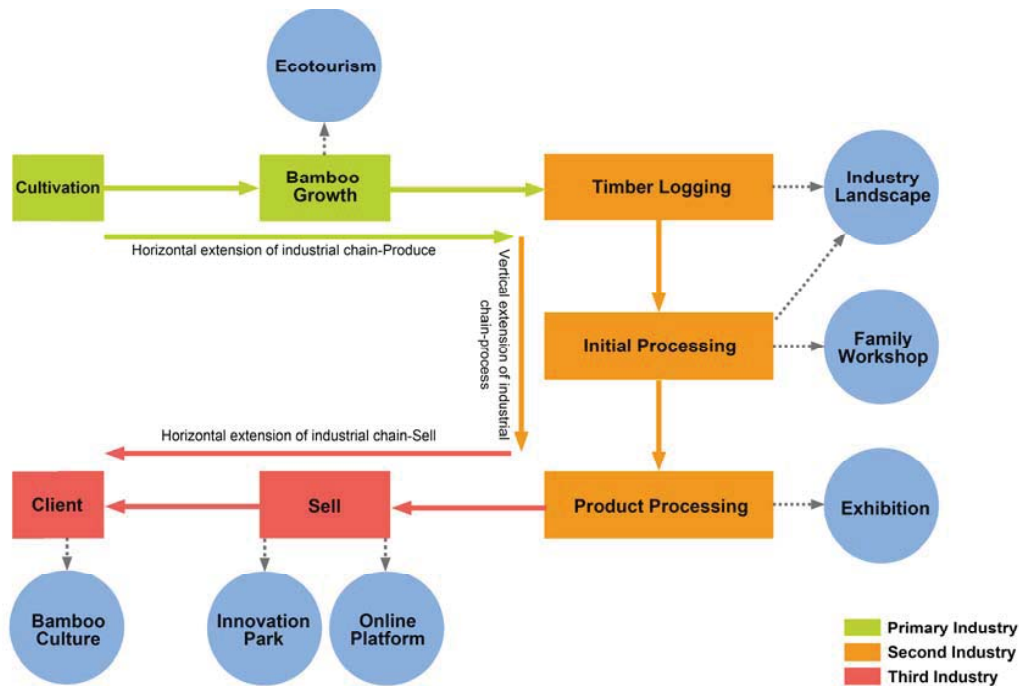 Ecotourism
Cultivation
Bamboo
Growth
Timber Logging
Industry
Landscape
Horizontal extension of industrial chain-Produce
Vertical extension of industrial
chain-process
Initial Processing
Family
Workshop
Horizontal extension of industrial chain-Sell
Client
Sell
Product Processing
Exhibition
Bamboo
Culture
Innovation
Park
Online
Platform
Primary Industry
Second Industry
Third Industry